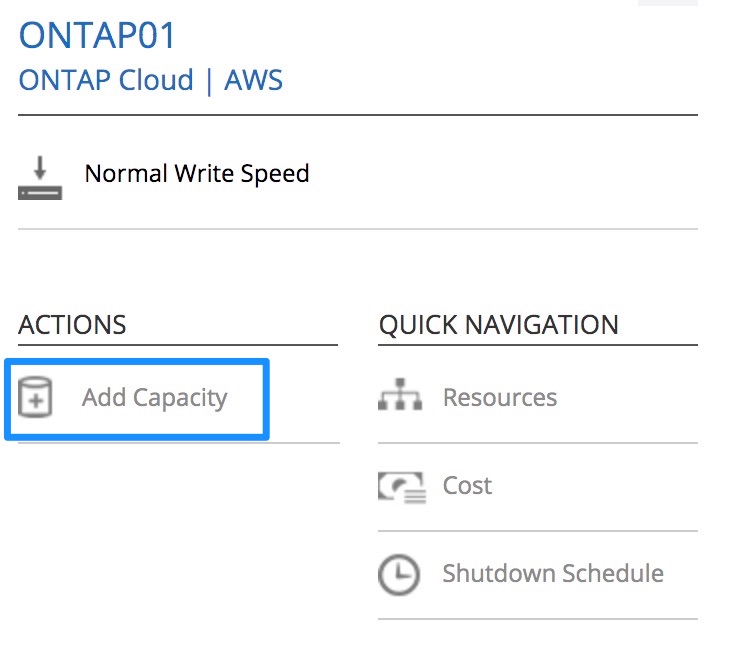 ONTAP01
ONTAP Cloud | AWS
Normal Write Speed
ACTIONS
Add Capacity
QUICK NAVIGATION
Resources
Cost
Shutdown Schedule